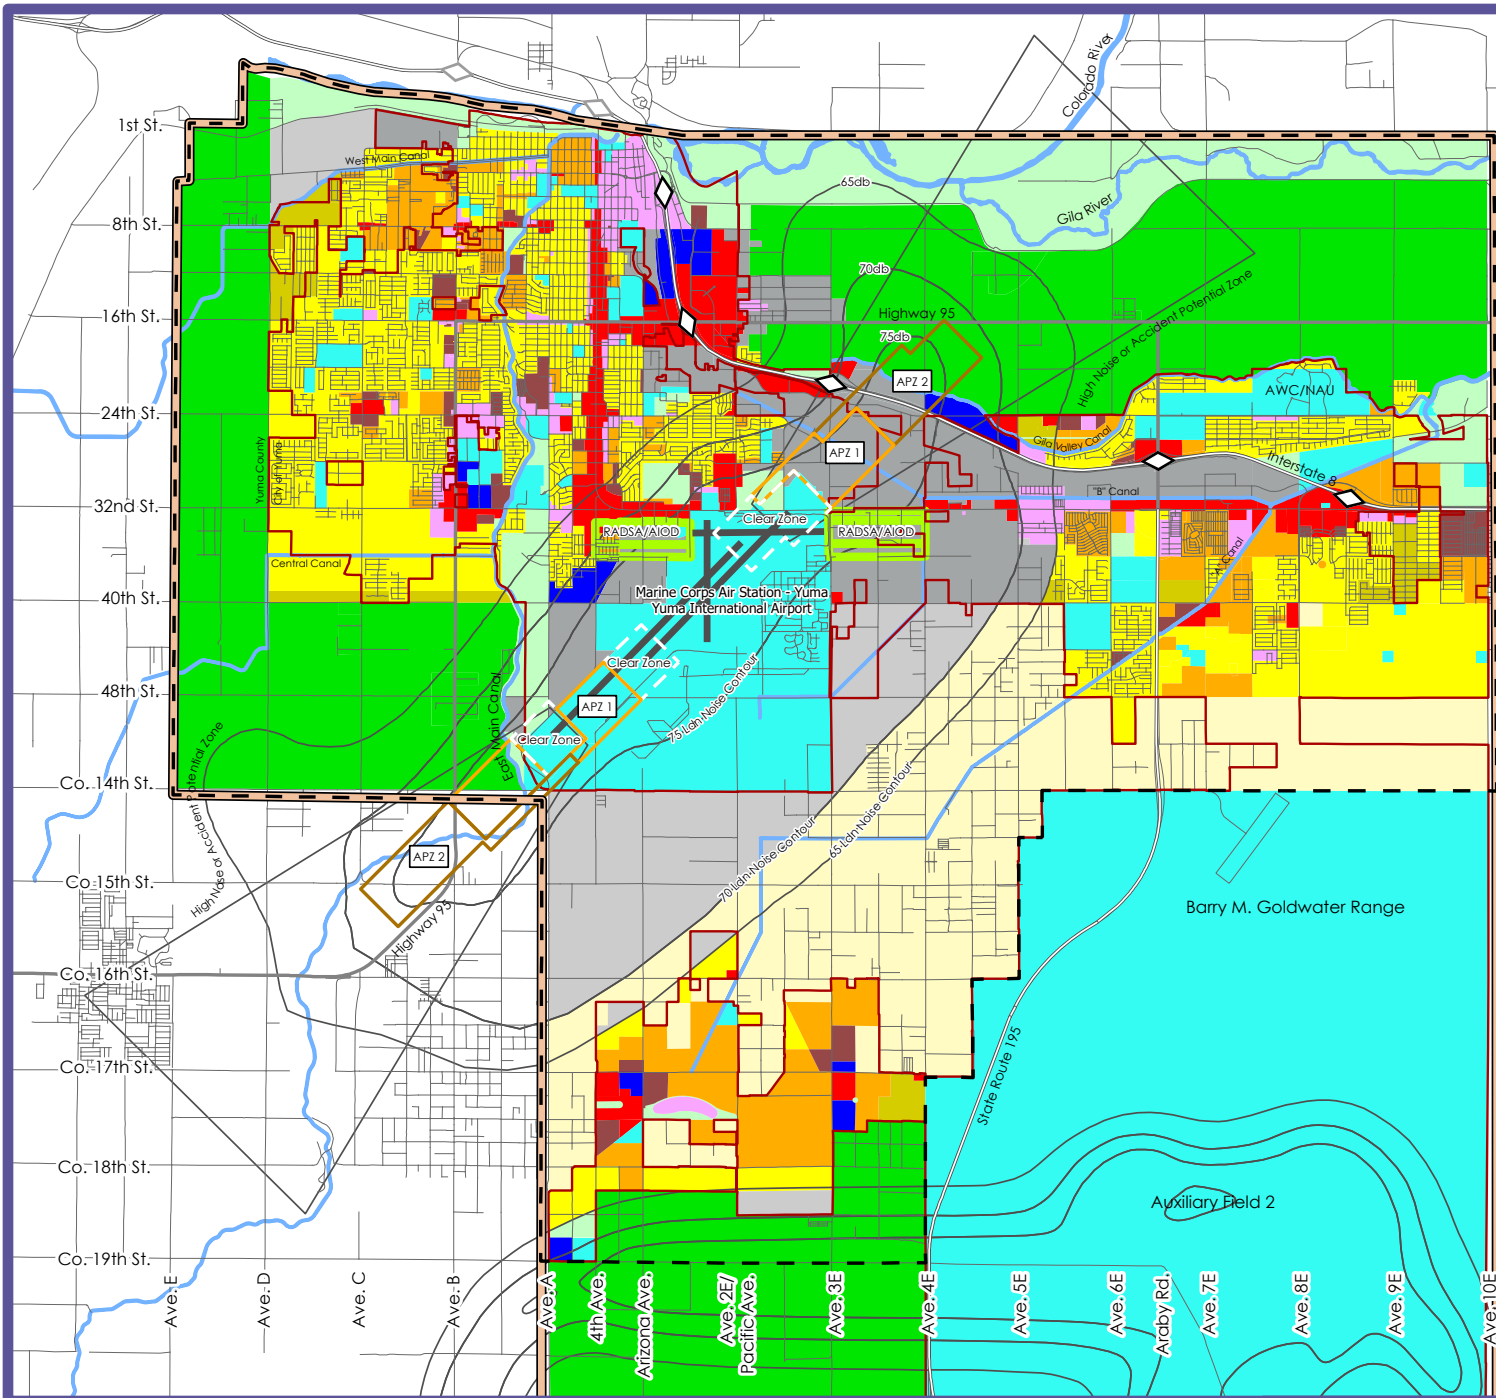 Colorado River
1st St.
West Main Canal
65db
8th St.
Gila River
70db
High Noise or Accident Potential Zone
16th St.
Highway 95
75db
APZ 2
AWC/NAU
24th St.
Gila Valley Canal
APZ 1
Yuma County
City of Yuma
Interstate 8
"B" Canal
32nd St.
Clear Zone
RADSA/AIOD
RADSA/AIOD
Central Canal
"A" Canal
40th St.
Marine Corps Air Station - Yuma
Yuma International Airport
Clear Zone
48th St.
East Main Canal
APZ 1
75 Ldn Noise Contour
Clear Zone
High Noise or Accident Potential Zone
Co. 14th St.
65 Ldn Noise Contour
70 Ldn Noise Contour
APZ 2
Co 15th St.
Highway 95
Barry M. Goldwater Range
Co. 16th St.
State Route 195
Co. 17th St.
Co. 18th St.
Auxiliary Field 2
Co. 19th St.
Ave. E
Ave. D
Ave. C
Ave. B
Ave. A
4th Ave.
Arizona Ave.
Ave. 2E/
Pacific Ave.
Ave. 3E
Ave. 4E
Ave. 5E
Ave. 6E
Araby Rd.
Ave. 7E
Ave. 8E
Ave. 9E
Ave. 10E